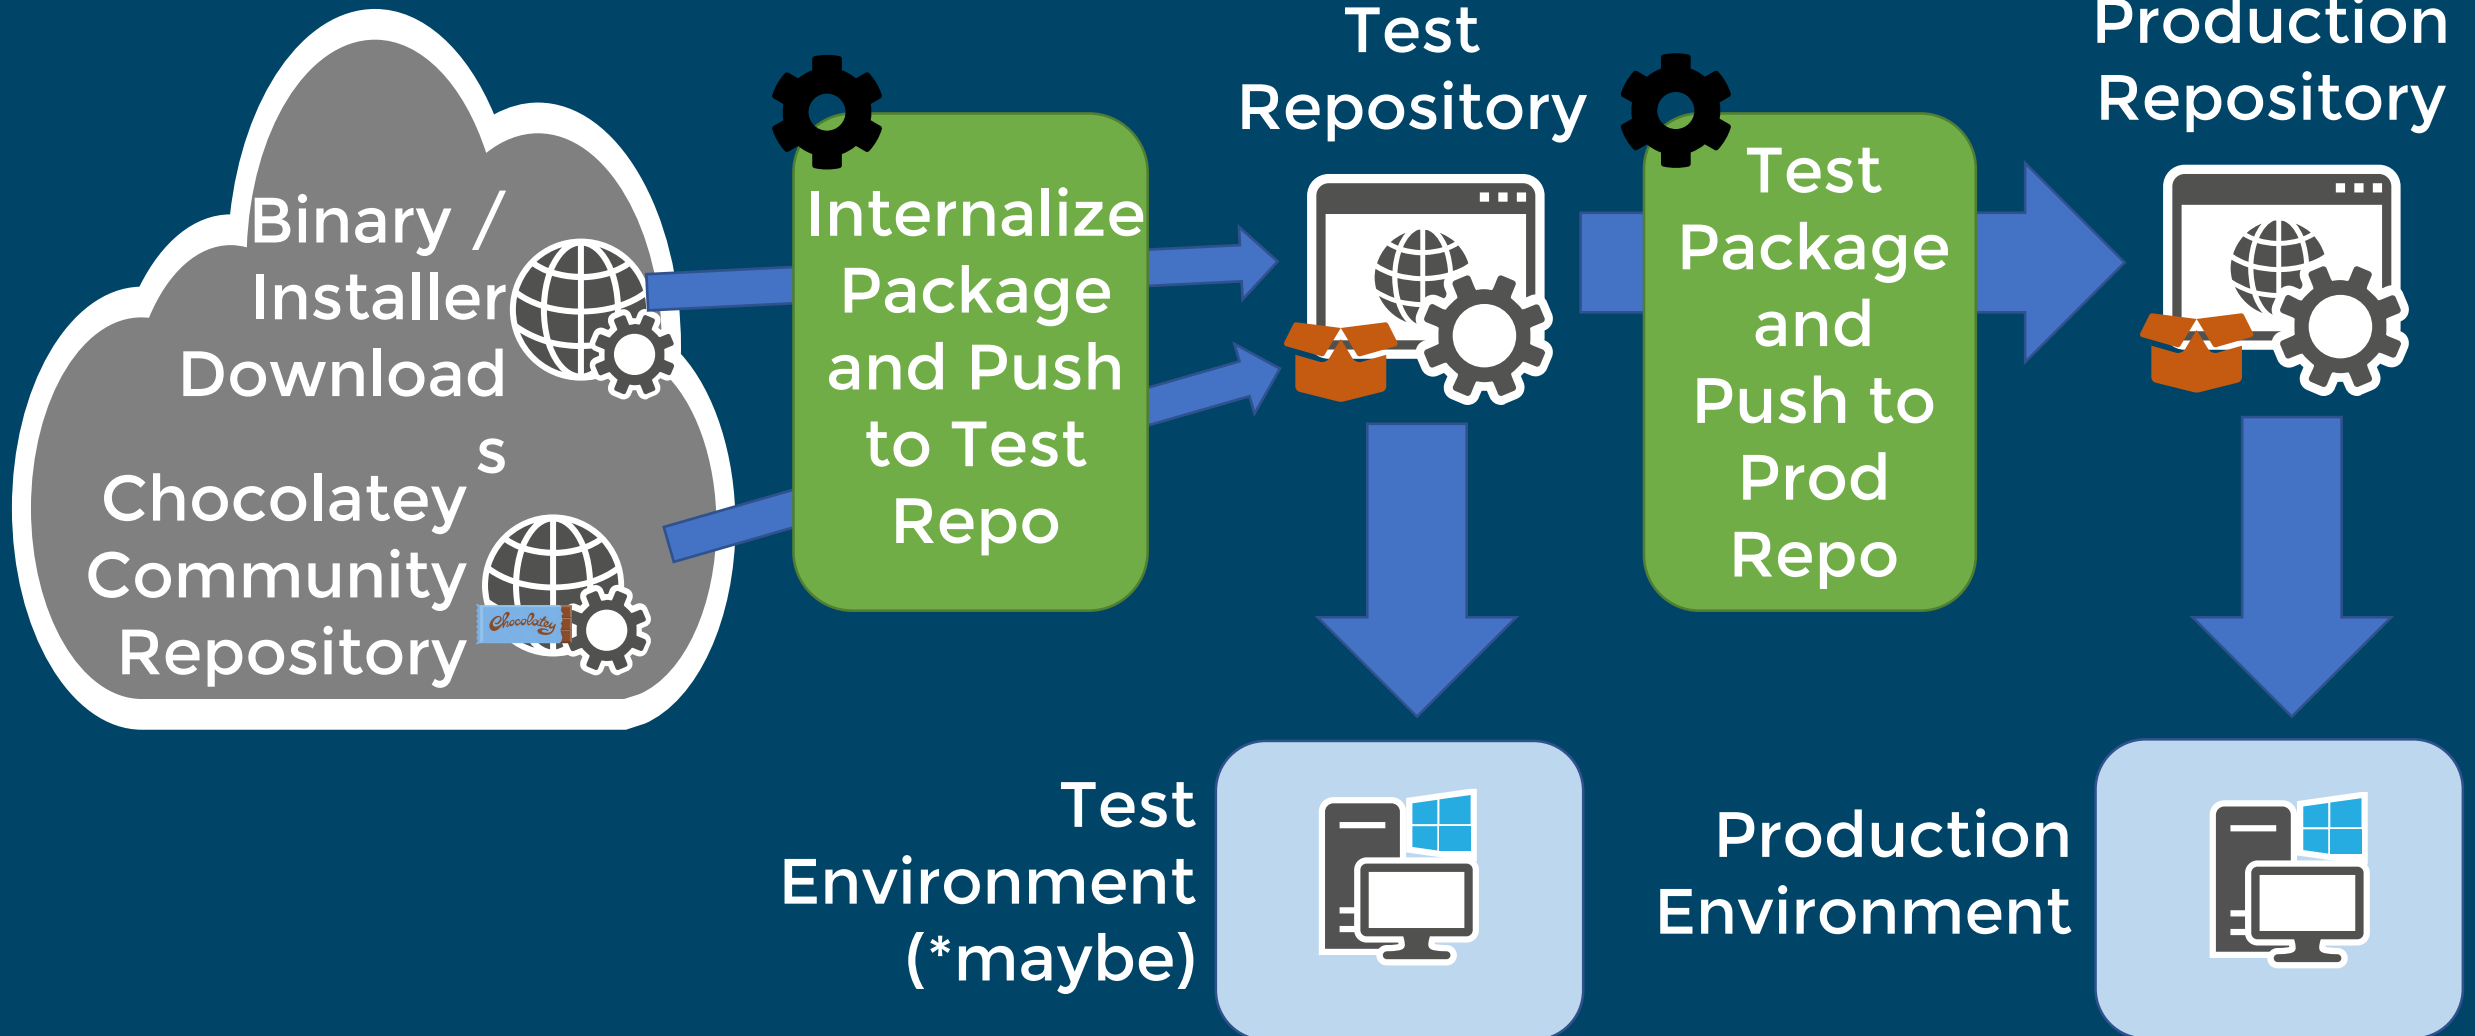 Binary /
Installer
Download
s
Chocolatey
Community
Repository
Chocolatey
Internalize
Package
and Push
to Test
Repo
Test
Repository
Test
Package
and
Push to
Prod
Repo
Production
Repository
Test
Environment
(*maybe)
Production
Environment